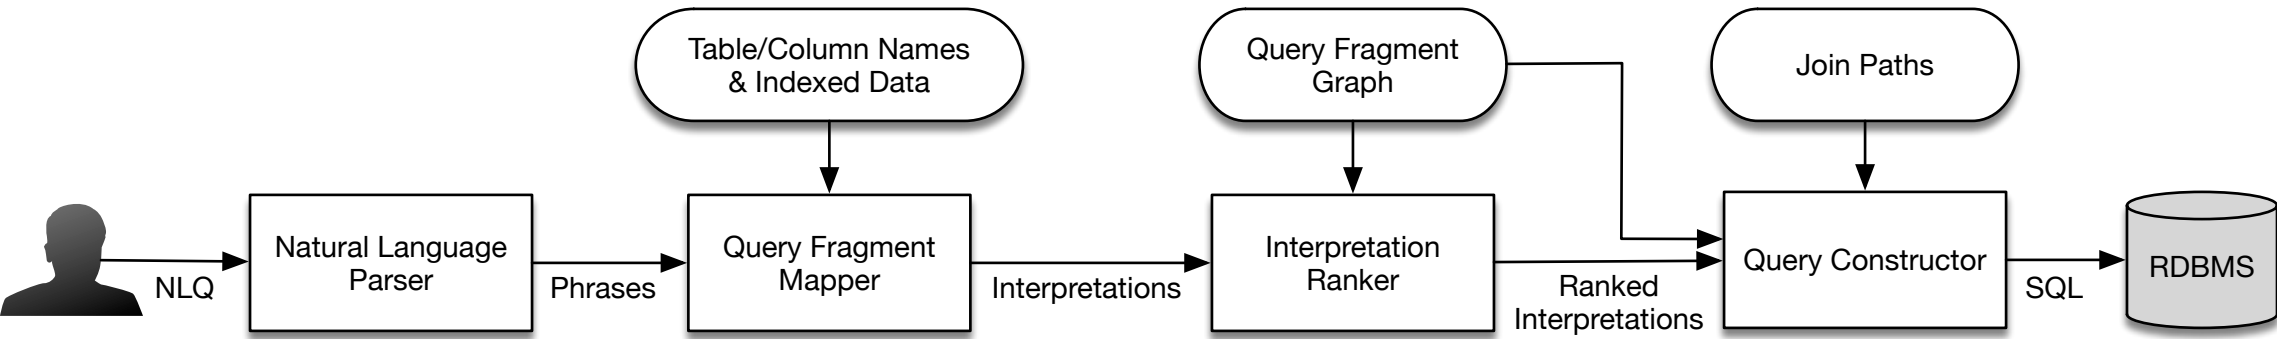 Table/Column Names
& Indexed Data
Query Fragment
Graph
Join Paths
NLQ
Natural Language
Parser
Phrases
Query Fragment
Mapper
Interpretations
Interpretation
Ranker
Ranked
Interpretations
Query Constructor
SQL
RDBMS